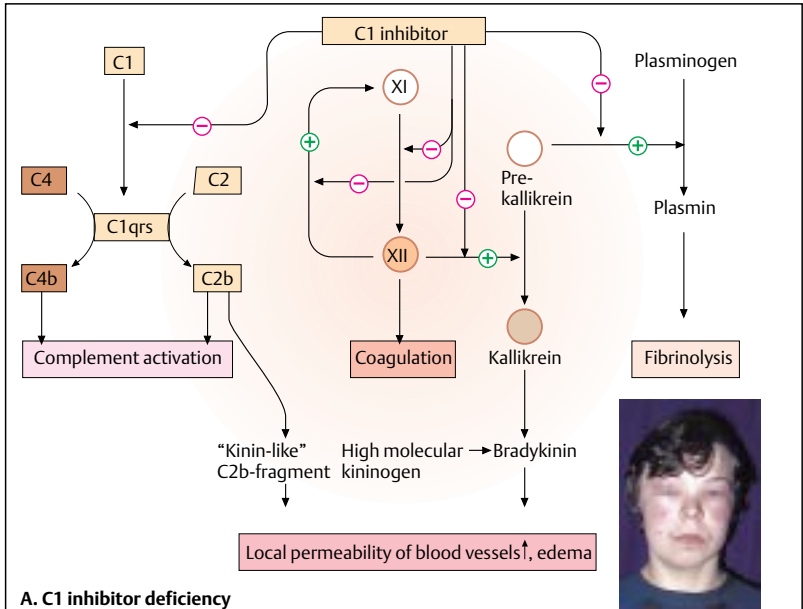 C1 inhibitor
C1
XI
Plasminogen
−
−
+
−
+
−
−
C4
C2
Pre-
kallikrein
C1qrs
Plasmin
XII
+
C4b
C2b
Complement activation
Coagulation
Kallikrein
Fibrinolysis
“Kinin-like”
C2b-fragment
High molecular
kininogen
Bradykinin
Local permeability of blood vessels↑, edema
A. C1 inhibitor deficiency